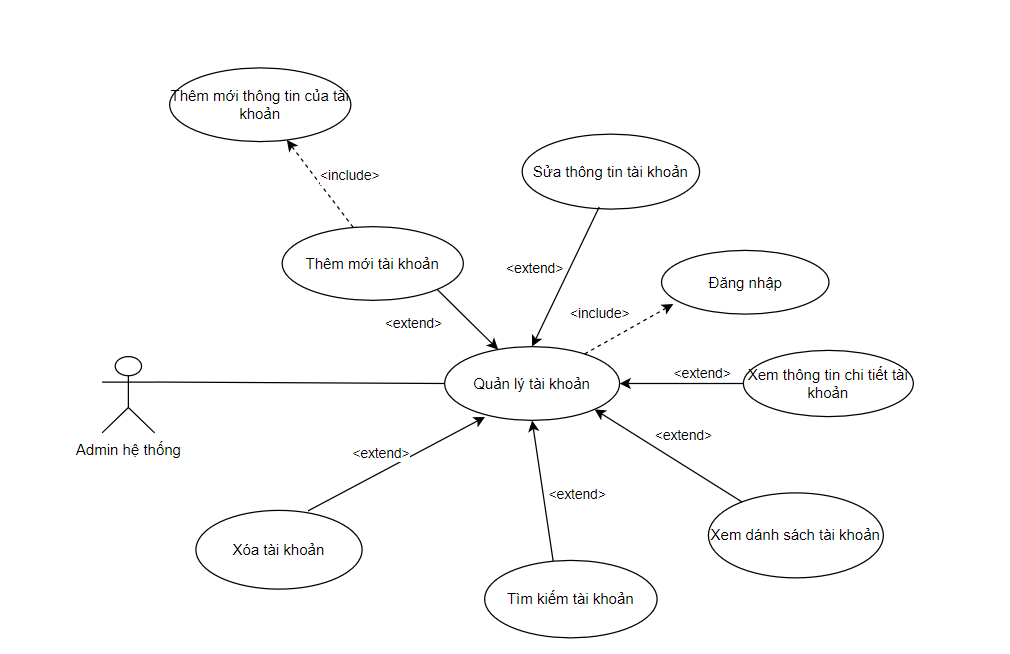 Thêm mới thông tin của tài
khoản
<include>
Sửa thông tin tài khoản
Thêm mới tài khoản
<extend>
Đăng nhập
<include>
<extend>
Quản lý tài khoản
<extend>
Xem thông tin chi tiết tài
khoản
Admin hệ thống
<extend>
<extend>
<extend>
Xóa tài khoản
Xem dánh sách tài khoản
Tìm kiếm tài khoản